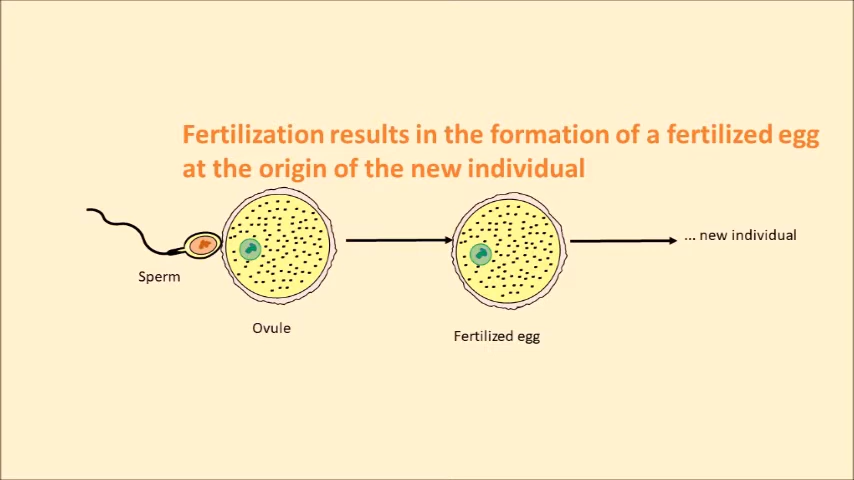 Fertilization results in the formation of a fertilized egg
at the origin of the new individual
... new individual
Sperm
Ovule
Fertilized egg